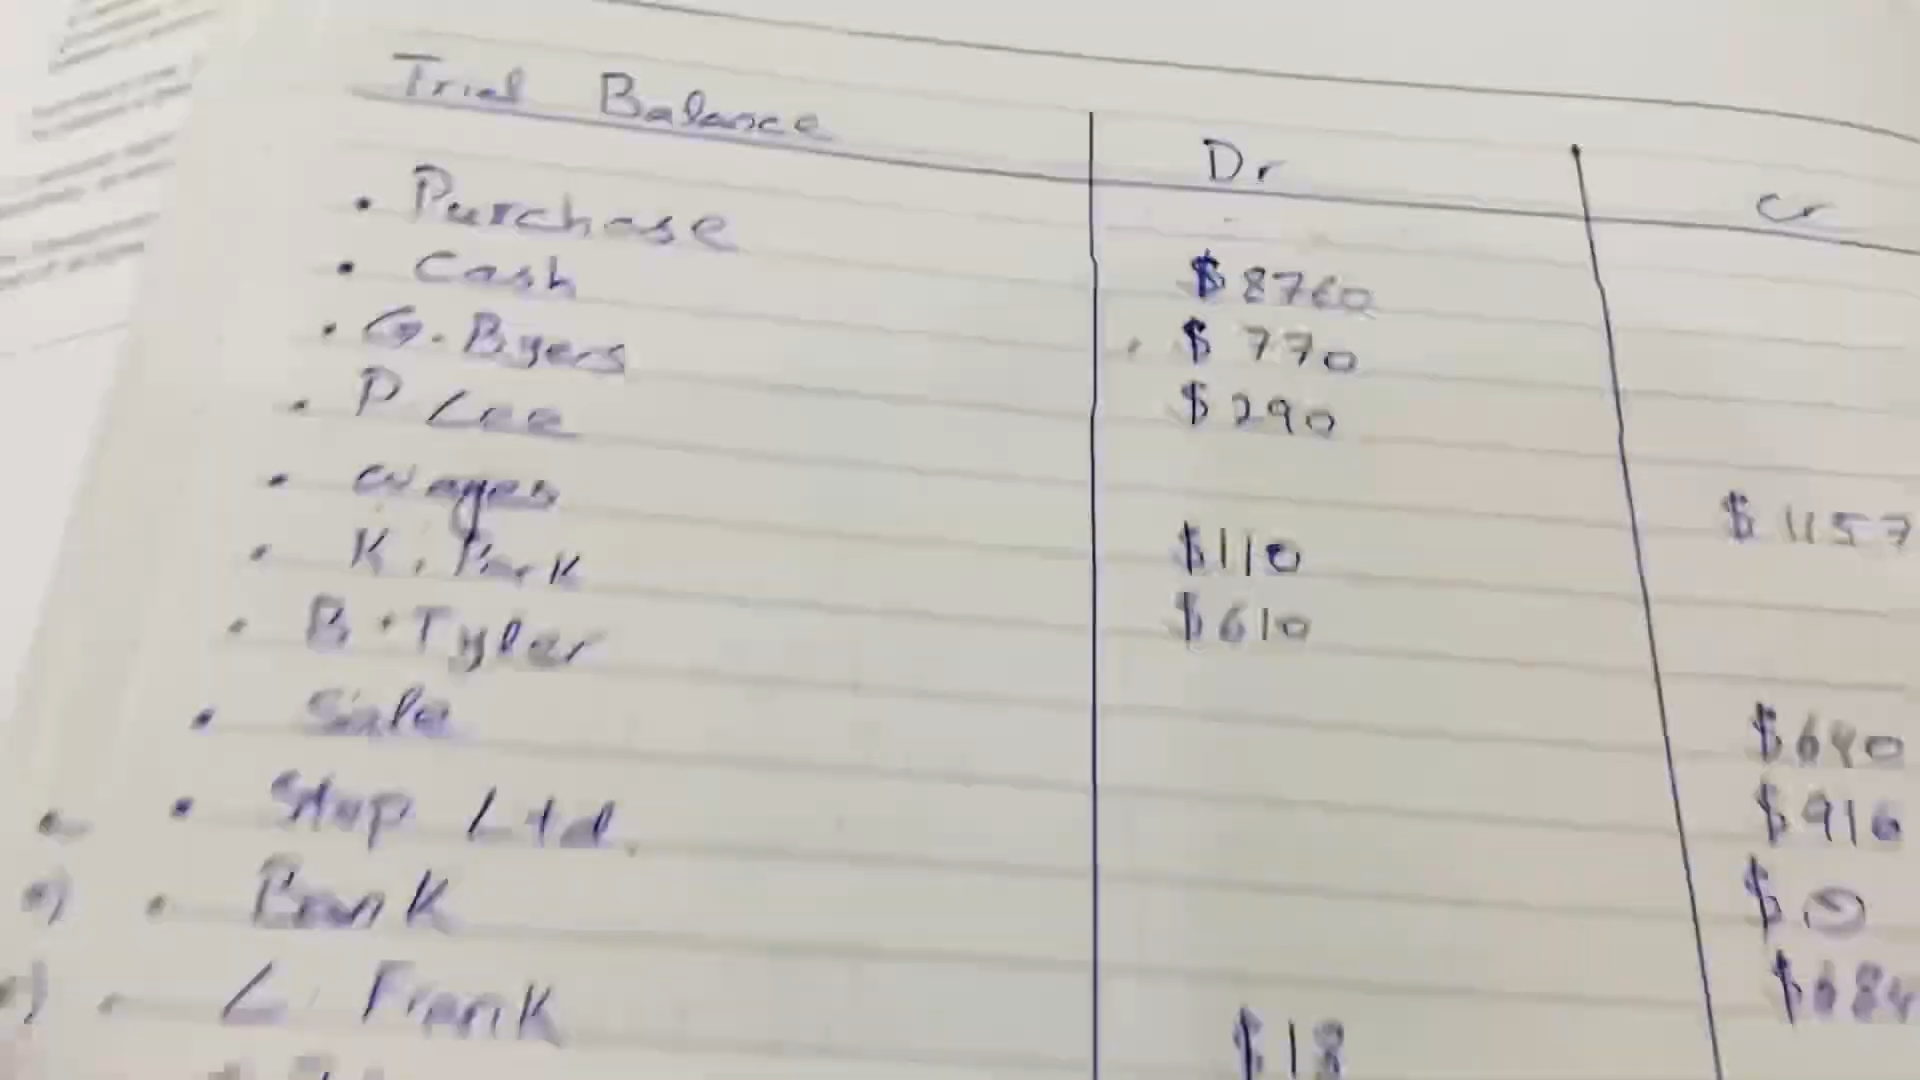 Trial Balance Dr Cr
• Purchase $8760
• Cash $770
• G. Byers $290
• P Lee $1157
• Wages $110
• K. Park $610
• B. Tyler $640
• Sale $916
• Stop Ltd.
• Bank $684
• L. Frank $18